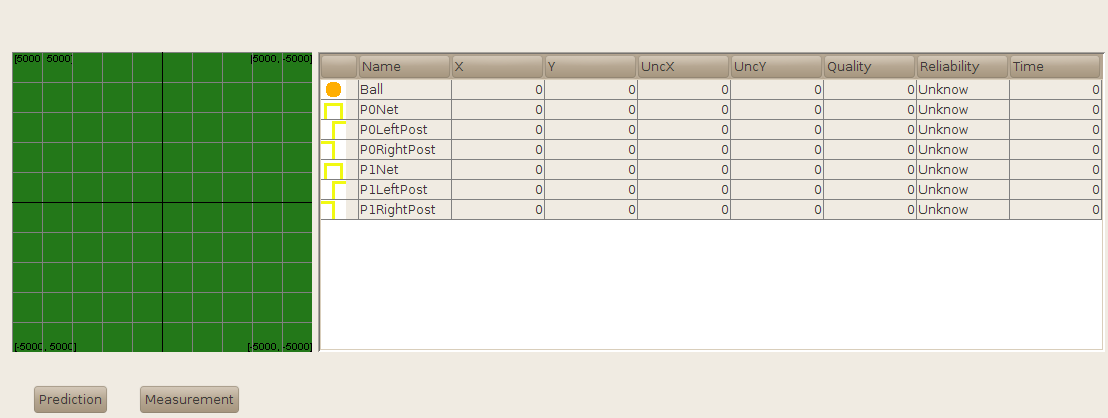 [5000, 5000] [5000, -5000]
[-5000, 5000] [-5000, -5000]
Name X Y UncX UncY Quality Reliability Time
Ball 0 0 0 0 0 Unknow 0
P0Net 0 0 0 0 0 Unknow 0
P0LeftPost 0 0 0 0 0 Unknow 0
P0RightPost 0 0 0 0 0 Unknow 0
P1Net 0 0 0 0 0 Unknow 0
P1LeftPost 0 0 0 0 0 Unknow 0
P1RightPost 0 0 0 0 0 Unknow 0
Prediction Measurement